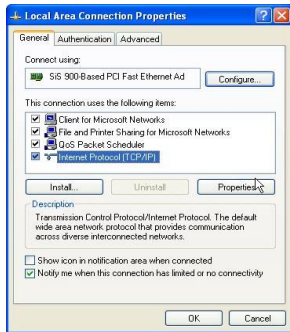 Local Area Connection Properties
General Authentication Advanced
Connect using:
SiS 900-Based PCI Fast Ethernet Ad Configure...
This connection uses the following items:
Client for Microsoft Networks
File and Printer Sharing for Microsoft Networks
QoS Packet Scheduler
Internet Protocol (TCP/IP)
Install... Uninstall Properties
Description
Transmission Control Protocol/Internet Protocol. The default
wide area network protocol that provides communication
across diverse interconnected networks.
Show icon in notification area when connected
Notify me when this connection has limited or no connectivity
OK Cancel